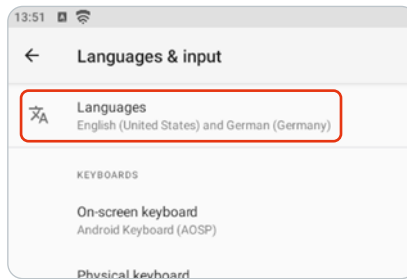 13:51
Languages & input
Languages
English (United States) and German (Germany)
KEYBOARDS
On-screen keyboard
Android Keyboard (AOSP)
Physical keyboard